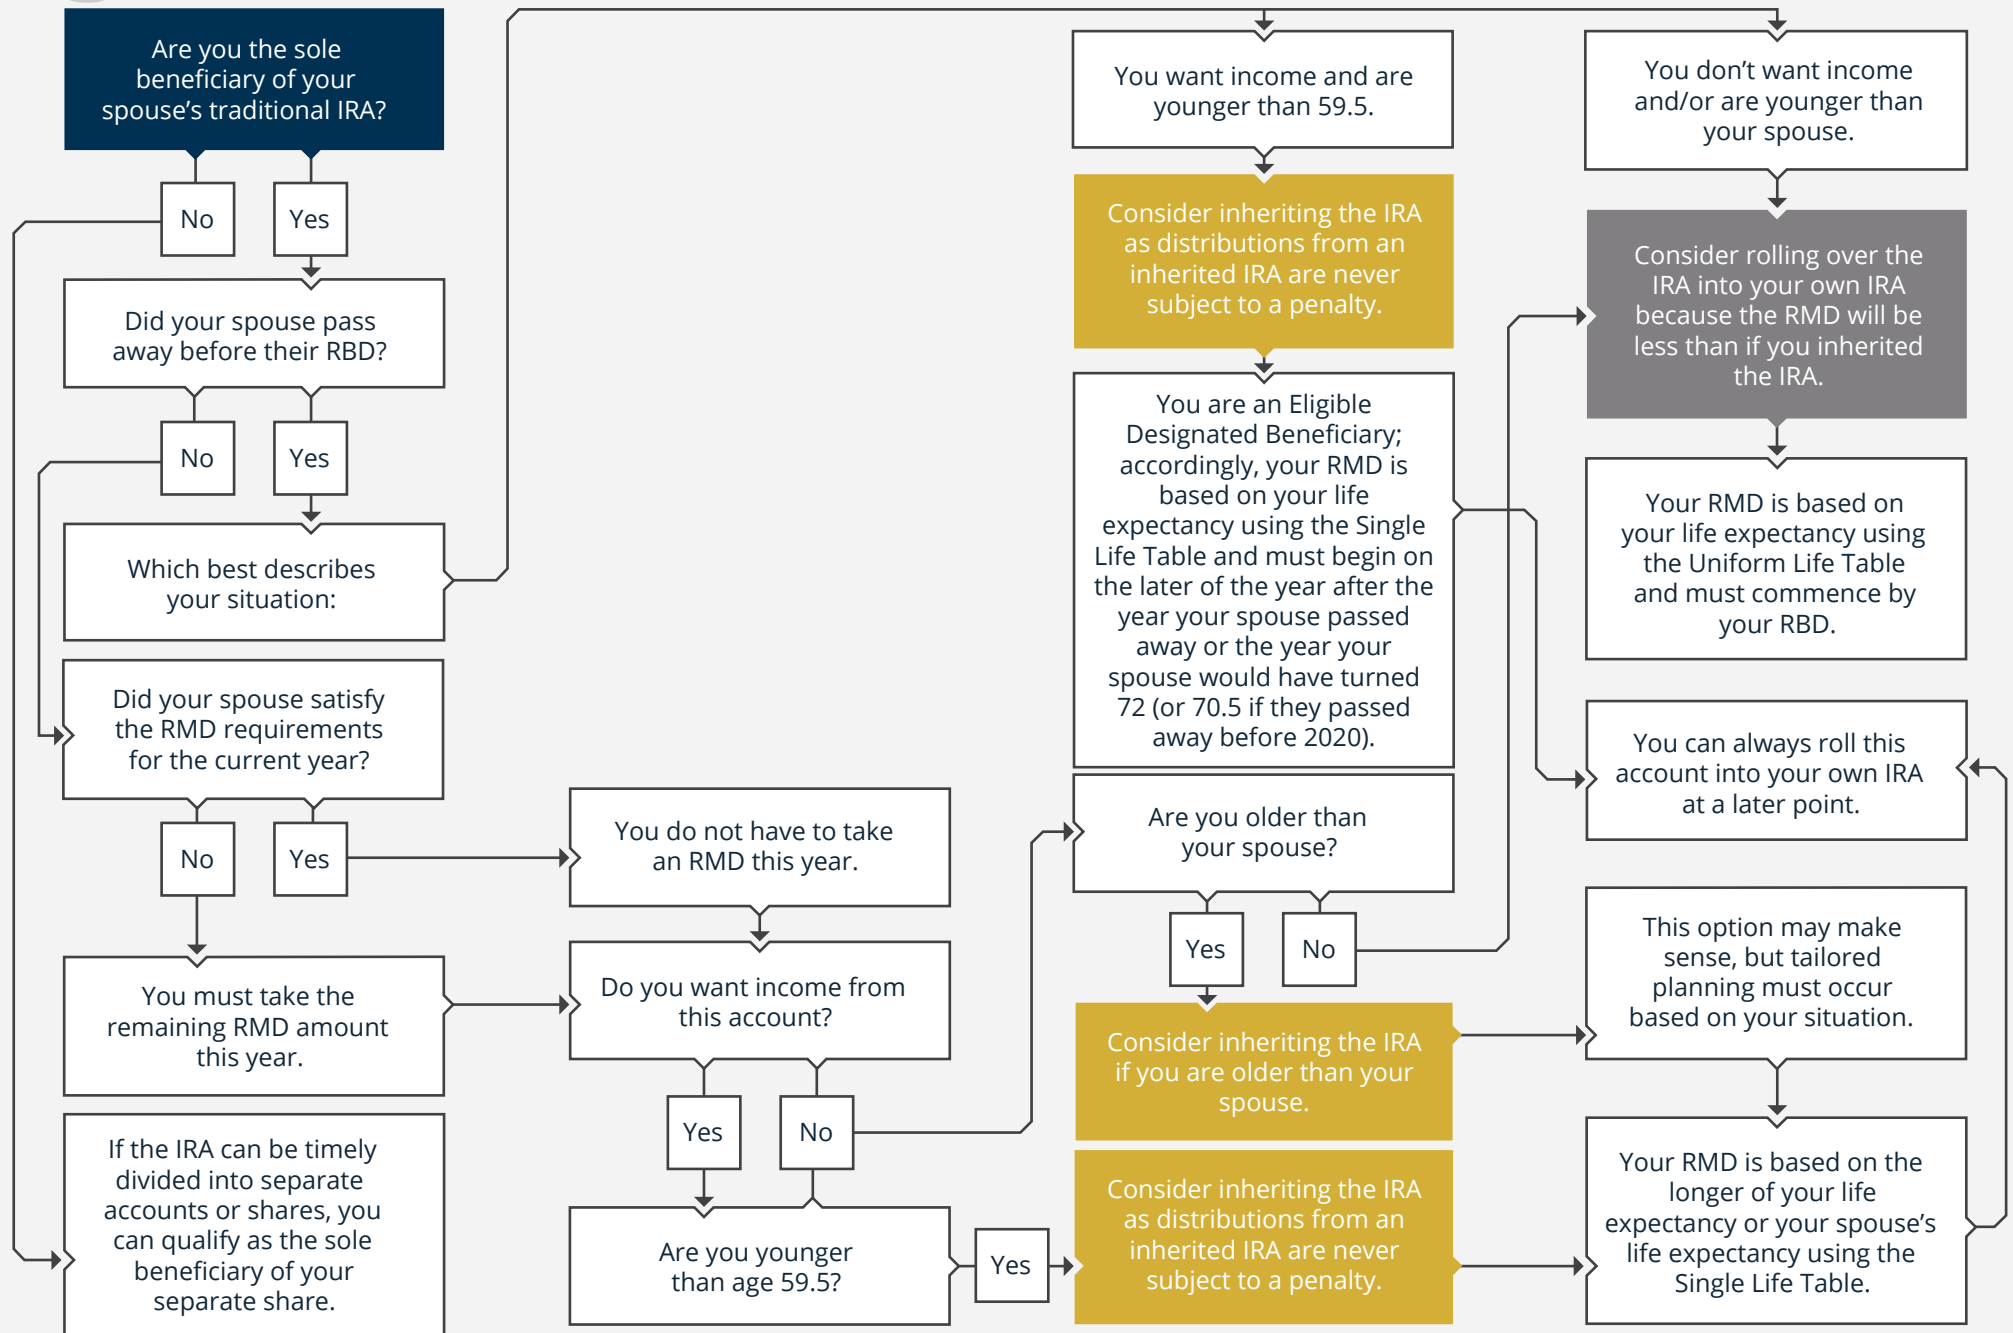 Are you the sole
beneficiary of your
spouse's traditional IRA?
No
Yes
Did your spouse pass
away before their RBD?
No
Yes
Which best describes
your situation:
Did your spouse satisfy
the RMD requirements
for the current year?
No
Yes
You must take the
remaining RMD amount
this year.
If the IRA can be timely
divided into separate
accounts or shares, you
can qualify as the sole
beneficiary of your
separate share.
You do not have to take
an RMD this year.
Do you want income from
this account?
Yes
No
Are you younger
than age 59.5?
Yes
You want income and are
younger than 59.5.
Consider inheriting the IRA
as distributions from an
inherited IRA are never
subject to a penalty.
You are an Eligible
Designated Beneficiary;
accordingly, your RMD is
based on your life
expectancy using the Single
Life Table and must begin on
the later of the year after the
year your spouse passed
away or the year your
spouse would have turned
72 (or 70.5 if they passed
away before 2020).
Are you older than
your spouse?
Yes
No
Consider inheriting the IRA
if you are older than your
spouse.
Consider inheriting the IRA
as distributions from an
inherited IRA are never
subject to a penalty.
You don't want income
and/or are younger than
your spouse.
Consider rolling over the
IRA into your own IRA
because the RMD will be
less than if you inherited
the IRA.
Your RMD is based on
your life expectancy using
the Uniform Life Table
and must commence by
your RBD.
You can always roll this
account into your own IRA
at a later point.
This option may make
sense, but tailored
planning must occur
based on your situation.
Your RMD is based on the
longer of your life
expectancy or your spouse's
life expectancy using the
Single Life Table.